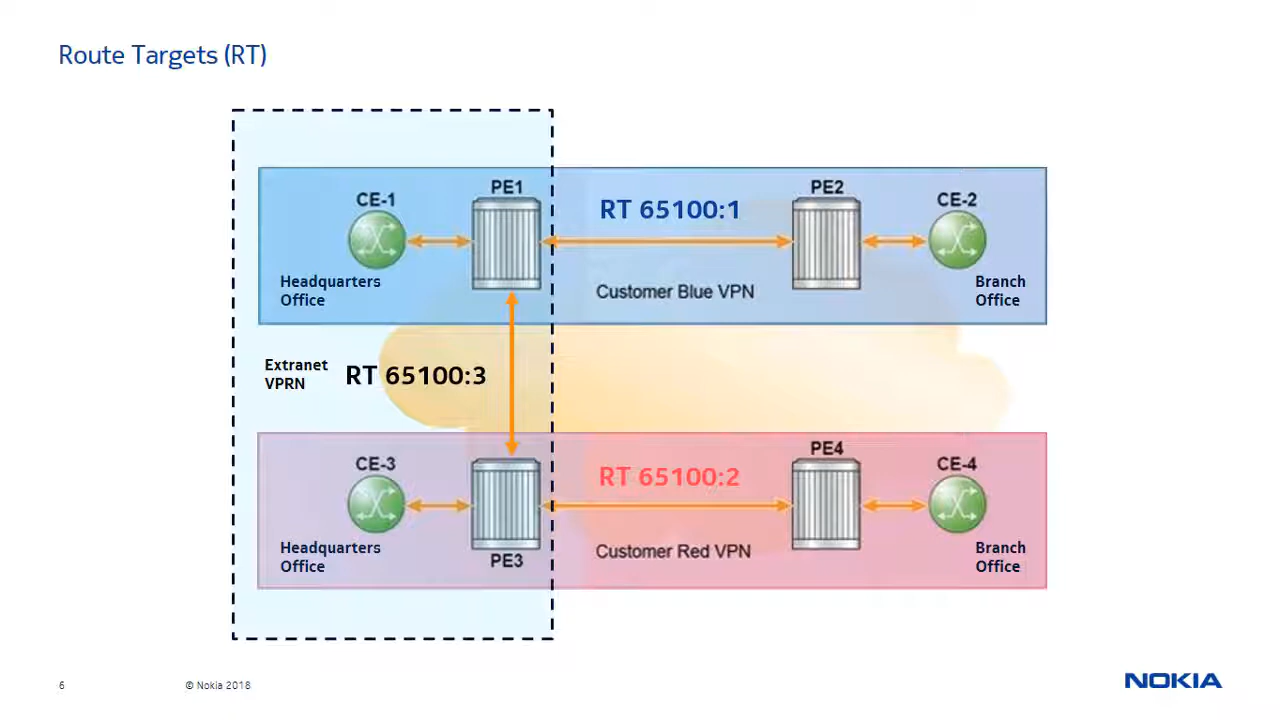 Route Targets (RT)
PE1
PE2
CE-1
CE-2
RT 65100:1
Headquarters
Office
Customer Blue VPN
Branch
Office
Extranet
VPRN
RT 65100:3
CE-3
PE4
CE-4
RT 65100:2
Headquarters
Office
PE3
Customer Red VPN
Branch
Office
6
© Nokia 2018
NOKIA